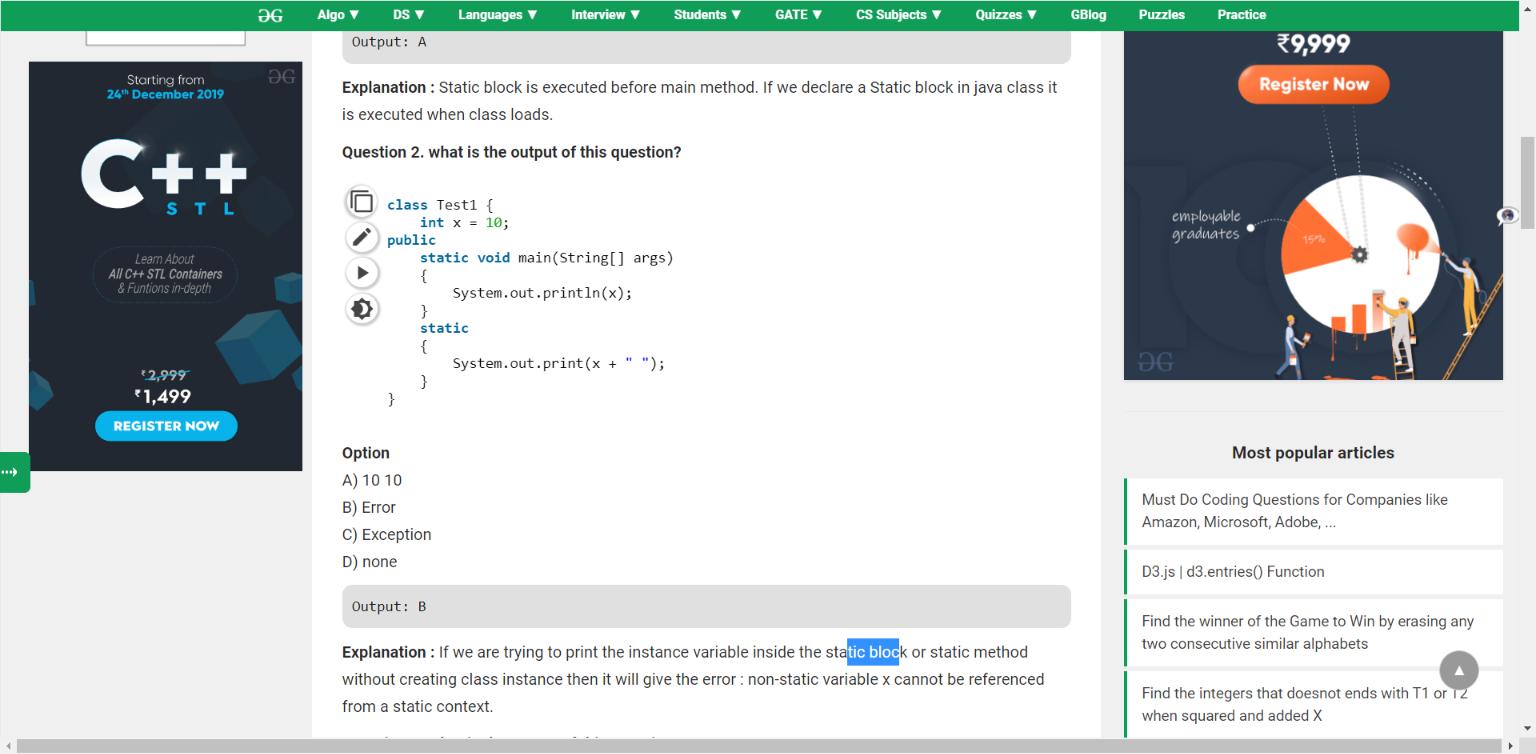 Algo ▼ DS ▼ Languages ▼ Interview ▼ Students ▼ GATE ▼ CS Subjects ▼ Quizzes ▼ GBlog Puzzles Practice
Output: A
Explanation : Static block is executed before main method. If we declare a Static block in java class it
is executed when class loads.
Question 2. what is the output of this question?
class Test1 {
    int x = 10;
public
    static void main(String[] args)
    {
        System.out.println(x);
    }
    static
    {
        System.out.print(x + " ");
    }
}
Option
A) 10 10
B) Error
C) Exception
D) none
Output: B
Explanation : If we are trying to print the instance variable inside the static block or static method
without creating class instance then it will give the error : non-static variable x cannot be referenced
from a static context.
Starting from
24th December 2019
C++
STL
Learn About
All C++ STL Containers
& Funtions in-depth
₹2,999
₹1,499
REGISTER NOW
₹9,999
Register Now
employable
graduates
15%
Most popular articles
Must Do Coding Questions for Companies like
Amazon, Microsoft, Adobe, ...
D3.js | d3.entries() Function
Find the winner of the Game to Win by erasing any
two consecutive similar alphabets
Find the integers that doesnot ends with T1 or T2
when squared and added X